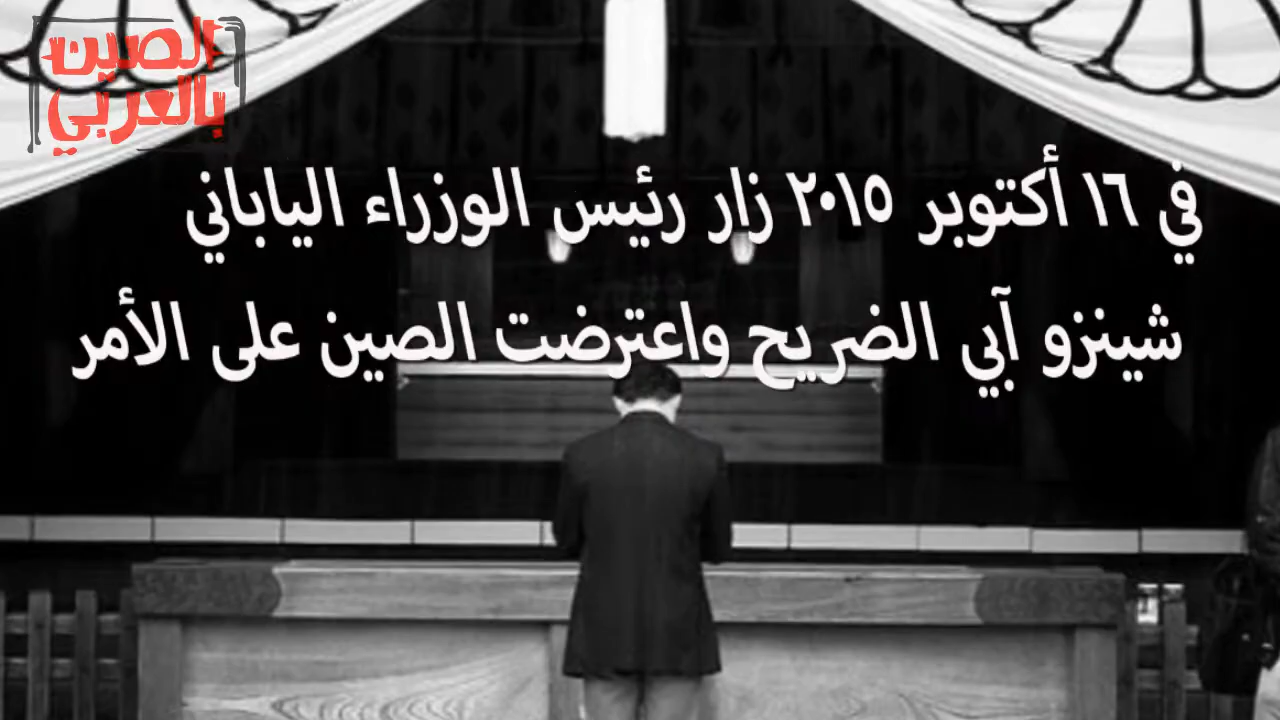 الصين
بالعربي
في ١٦ أكتوبر ٢٠١٥ زار رئيس الوزراء الياباني
شينزو آبي الضريح واعترضت الصين على الأمر